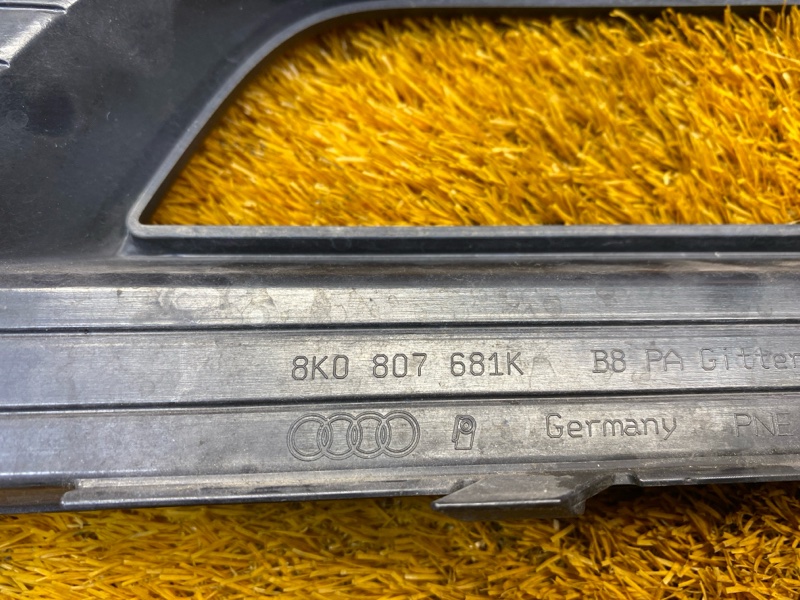 8K0 807 681K B8 PA Gitter
Germany PNE